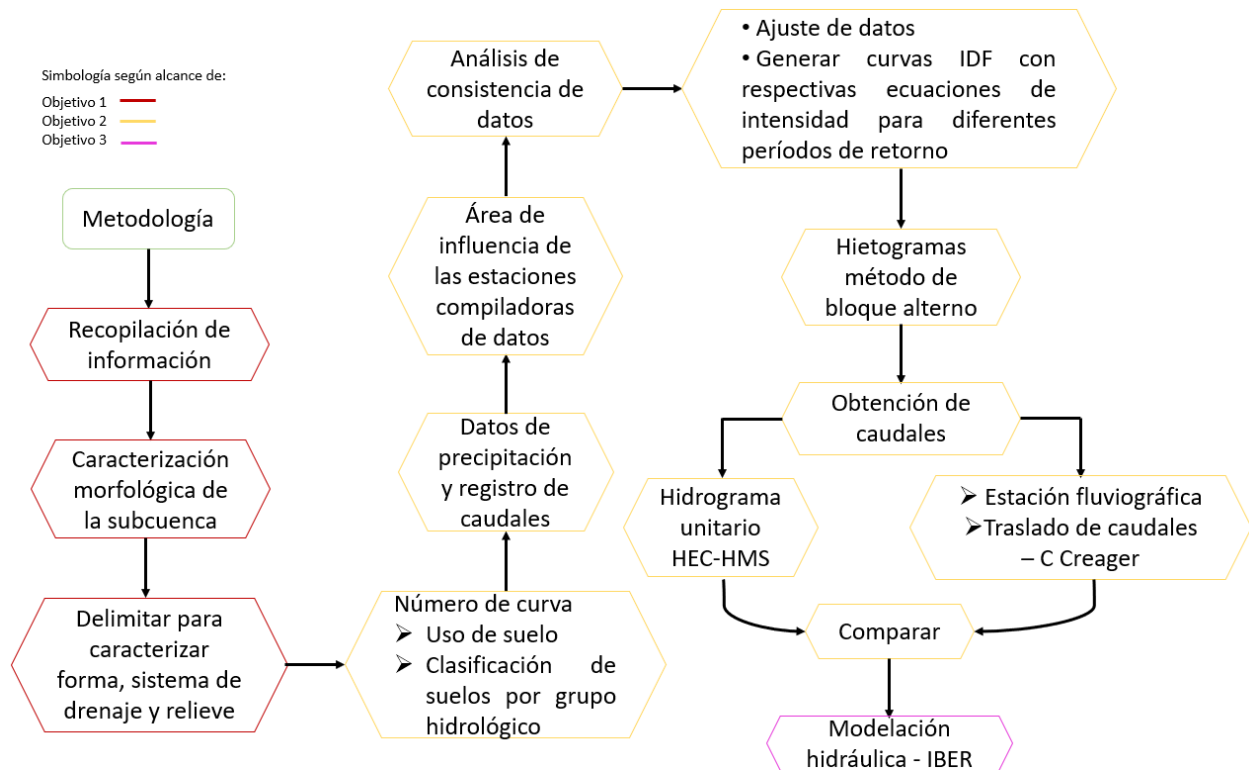 Simbología según alcance de:
Objetivo 1
Objetivo 2
Objetivo 3
Metodología
Recopilación de
información
Caracterización
morfológica de
la subcuenca
Delimitar para
caracterizar
forma, sistema de
drenaje y relieve
Número de curva
➢ Uso de suelo
➢ Clasificación de
suelos por grupo
hidrológico
Datos de
precipitación
y registro de
caudales
Área de
influencia de
las estaciones
compiladoras
de datos
Análisis de
consistencia de
datos
• Ajuste de datos
• Generar curvas IDF con
respectivas ecuaciones de
intensidad para diferentes
períodos de retorno
Hietogramas
método de
bloque alterno
Obtención de
caudales
Hidrograma
unitario
HEC-HMS
➢ Estación fluviográfica
➢Traslado de caudales
– C Creager
Comparar
Modelación
hidráulica - IBER